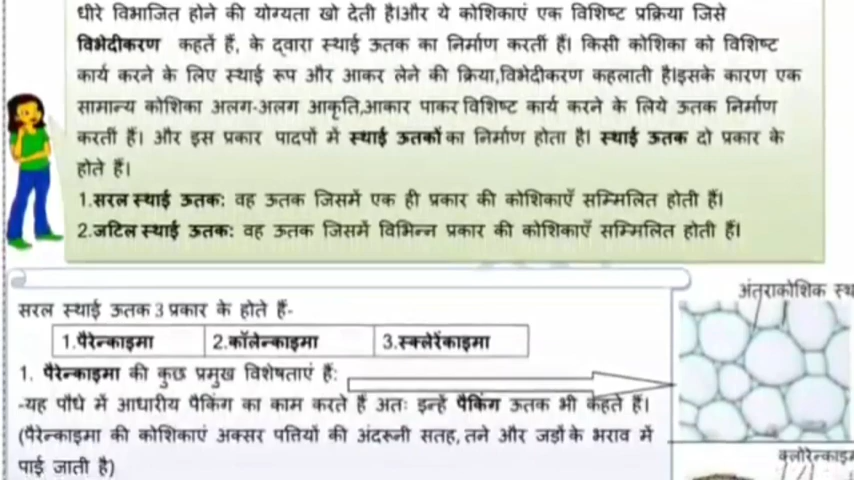 धीरे विभाजित होने की योग्यता खो देती है।और ये कोशिकाएं एक विशिष्ट प्रक्रिया जिसे
विभेदीकरण कहतें हैं, के द्वारा स्थाई ऊतक का निर्माण करतीं हैं। किसी कोशिका को विशिष्ट
कार्य करने के लिए स्थाई रूप और आकर लेने की क्रिया,विभेदीकरण कहलाती है।इसके कारण एक
सामान्य कोशिका अलग-अलग आकृति,आकार पाकर विशिष्ट कार्य करने के लिये ऊतक निर्माण
करतीं हैं। और इस प्रकार पादपों में स्थाई ऊतकों का निर्माण होता है। स्थाई ऊतक दो प्रकार के
होते हैं।
1.सरल स्थाई ऊतक: वह ऊतक जिसमें एक ही प्रकार की कोशिकाएँ सम्मिलित होती हैं।
2.जटिल स्थाई ऊतक: वह ऊतक जिसमें विभिन्न प्रकार की कोशिकाएँ सम्मिलित होती हैं।
अंतराकोशिक स्थ
सरल स्थाई ऊतक 3 प्रकार के होते हैं-
1.पैरेन्काइमा 2.कॉलेन्काइमा 3.स्क्लेरेंकाइमा
1. पैरेन्काइमा की कुछ प्रमुख विशेषताएं हैं:
-यह पौधे में आधारीय पैकिंग का काम करते हैं अतः इन्हें पैकिंग ऊतक भी कहते हैं।
(पैरेन्काइमा की कोशिकाएं अक्सर पत्तियों की अंदरूनी सतह, तने और जड़ों के भराव में
पाई जाती है)
क्लोरेन्काइम